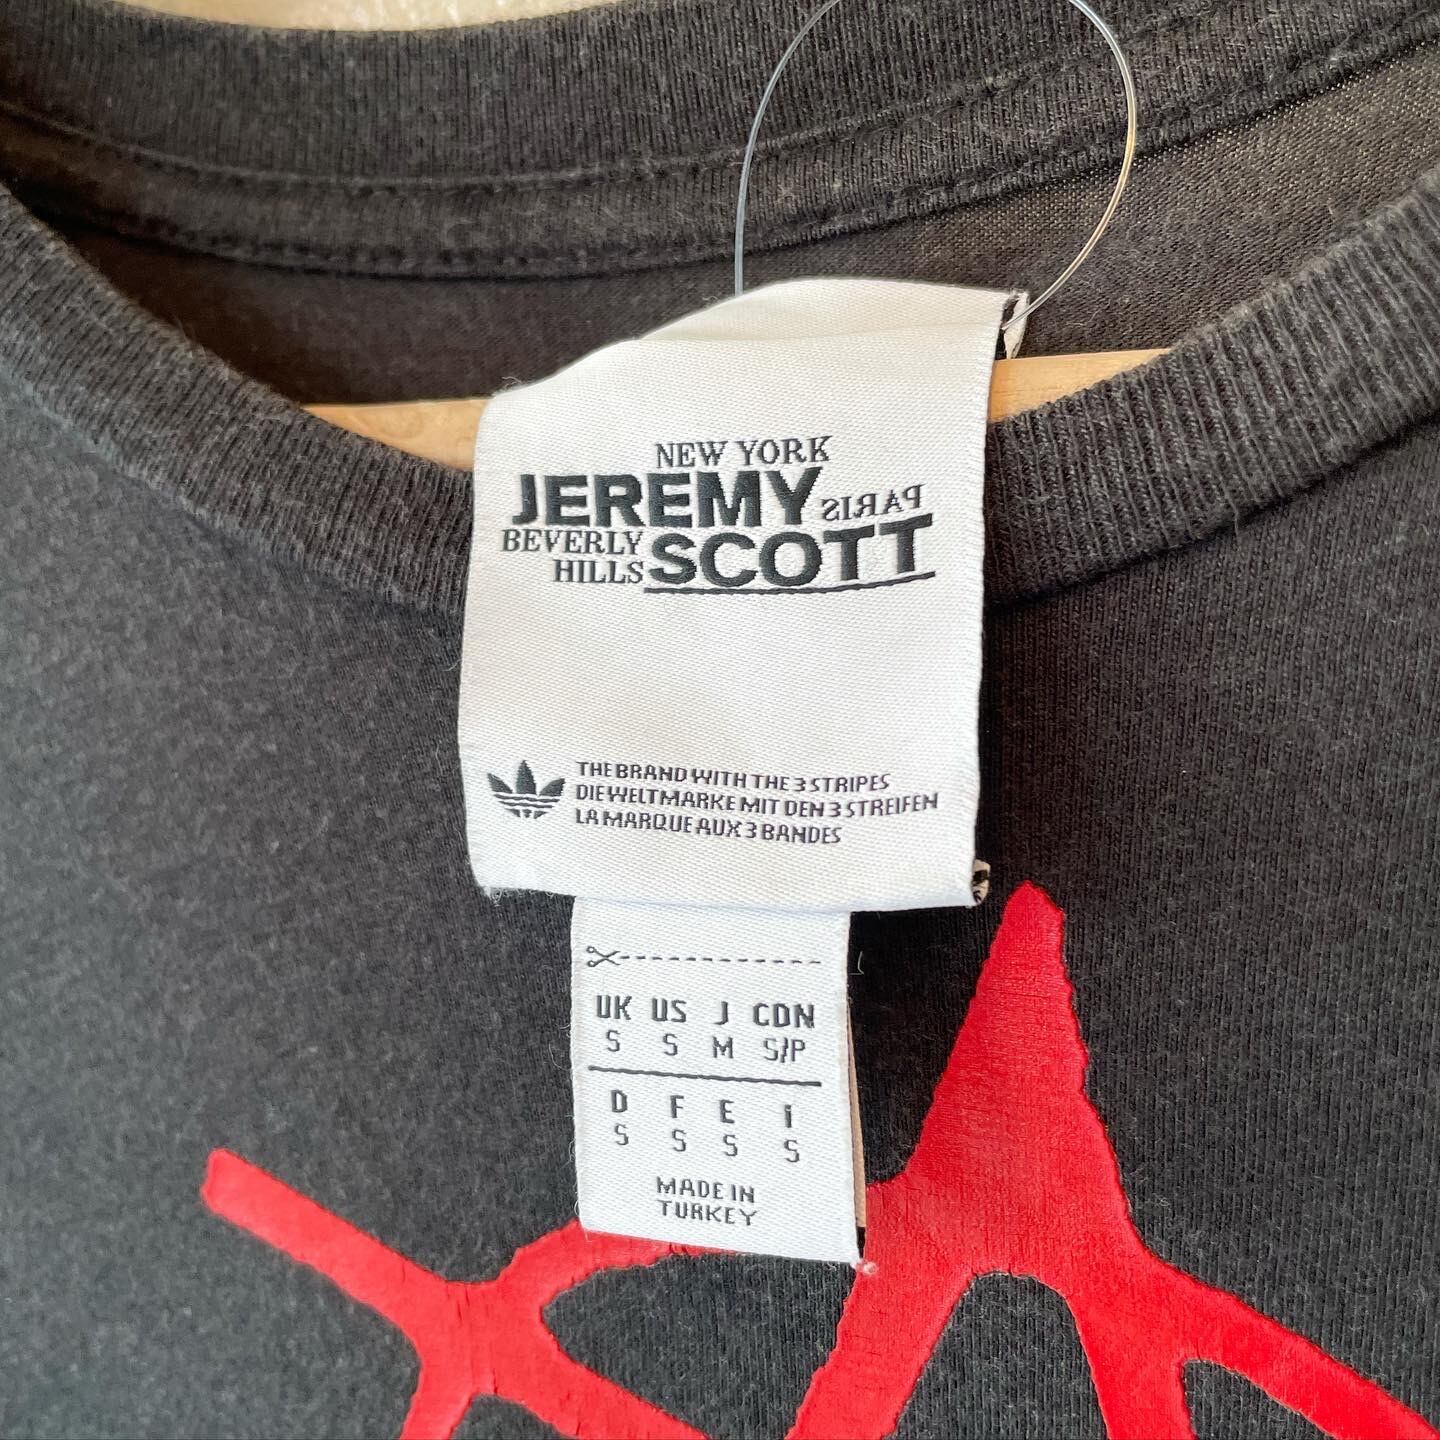 NEW YORK
JEREMY PARIS
BEVERLY SCOTT
HILLS
THE BRAND WITH THE 3 STRIPES
DIE WELTMARKE MIT DEN 3 STREIFEN
LA MARQUE AUX 3 BANDES
UK US J CDN
S S M S/P
D F E I
S S S S
MADE IN
TURKEY